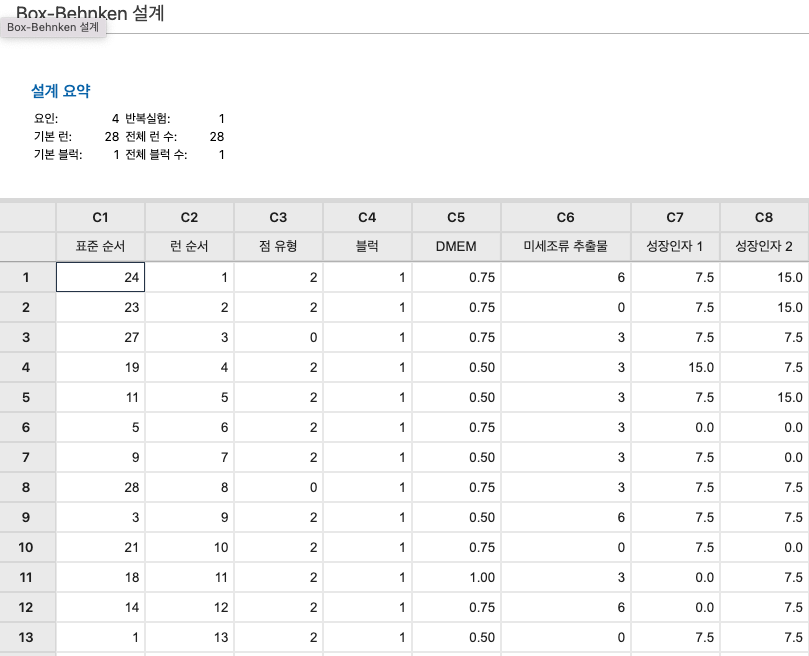 Box-Behnken 설계
Box-Behnken 설계
설계 요약
요인: 4 반복실험: 1
기본 런: 28 전체 런 수: 28
기본 블럭: 1 전체 블럭 수: 1
C1 C2 C3 C4 C5 C6 C7 C8
표준 순서 런 순서 점 유형 블럭 DMEM 미세조류 추출물 성장인자 1 성장인자 2
1 24 1 2 1 0.75 6 7.5 15.0
2 23 2 2 1 0.75 0 7.5 15.0
3 27 3 0 1 0.75 3 7.5 7.5
4 19 4 2 1 0.50 3 15.0 7.5
5 11 5 2 1 0.50 3 7.5 15.0
6 5 6 2 1 0.75 3 0.0 0.0
7 9 7 2 1 0.50 3 7.5 0.0
8 28 8 0 1 0.75 3 7.5 7.5
9 3 9 2 1 0.50 6 7.5 7.5
10 21 10 2 1 0.75 0 7.5 0.0
11 18 11 2 1 1.00 3 0.0 7.5
12 14 12 2 1 0.75 6 0.0 7.5
13 1 13 2 1 0.50 0 7.5 7.5